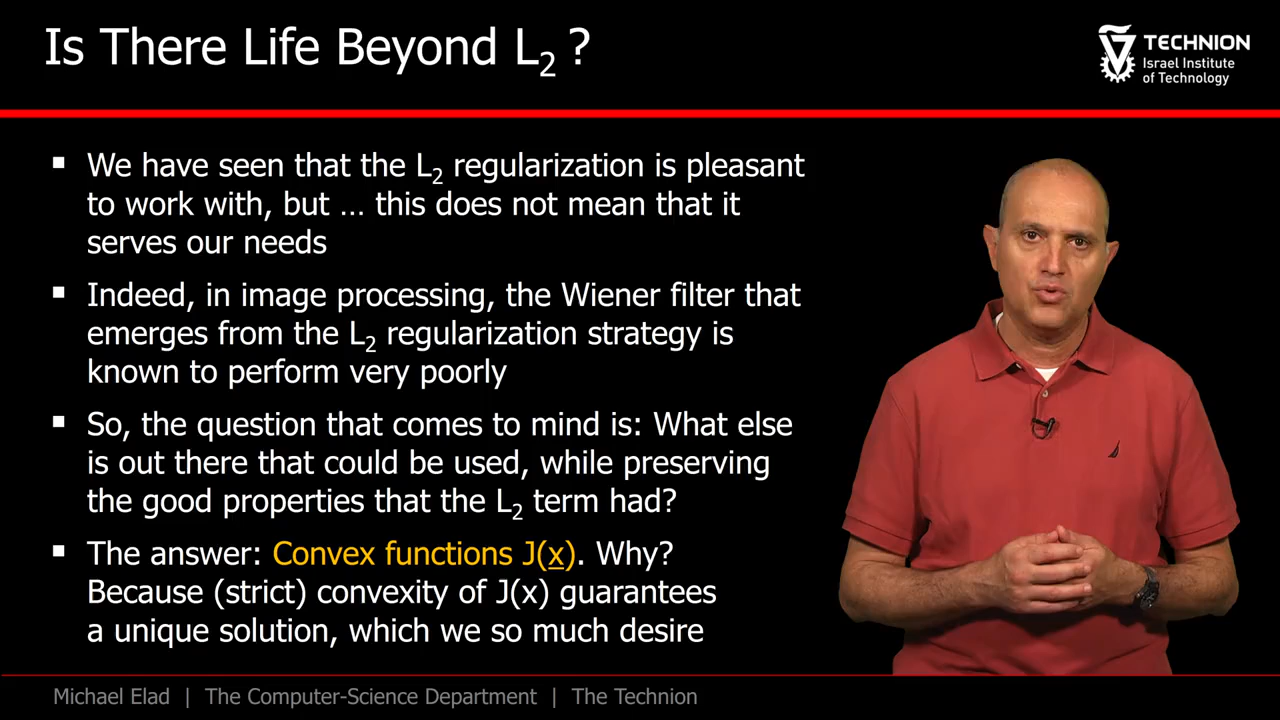 Is There Life Beyond L2 ?
TECHNION
Israel Institute
of Technology
▪ We have seen that the L2 regularization is pleasant
to work with, but … this does not mean that it
serves our needs
▪ Indeed, in image processing, the Wiener filter that
emerges from the L2 regularization strategy is
known to perform very poorly
▪ So, the question that comes to mind is: What else
is out there that could be used, while preserving
the good properties that the L2 term had?
▪ The answer: Convex functions J(x). Why?
Because (strict) convexity of J(x) guarantees
a unique solution, which we so much desire
Michael Elad | The Computer-Science Department | The Technion